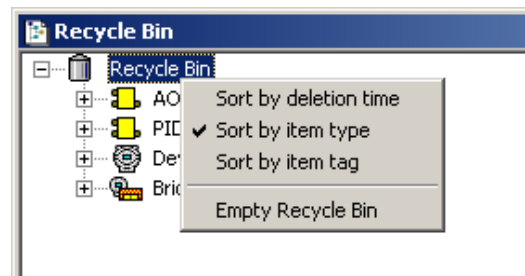 Recycle Bin
Recycle Bin
AO
Sort by deletion time
PID
Sort by item type
Dev
Sort by item tag
Empty Recycle Bin